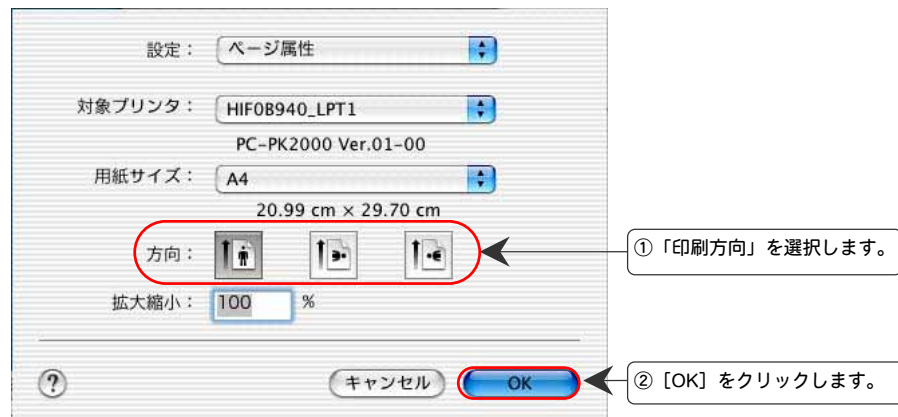 設定： ページ属性
対象プリンタ： HIF0B940_LPT1
PC-PK2000 Ver.01-00
用紙サイズ： A4
20.99 cm × 29.70 cm
方向：
①「印刷方向」を選択します。
拡大縮小： 100 %
? キャンセル OK
②［OK］をクリックします。